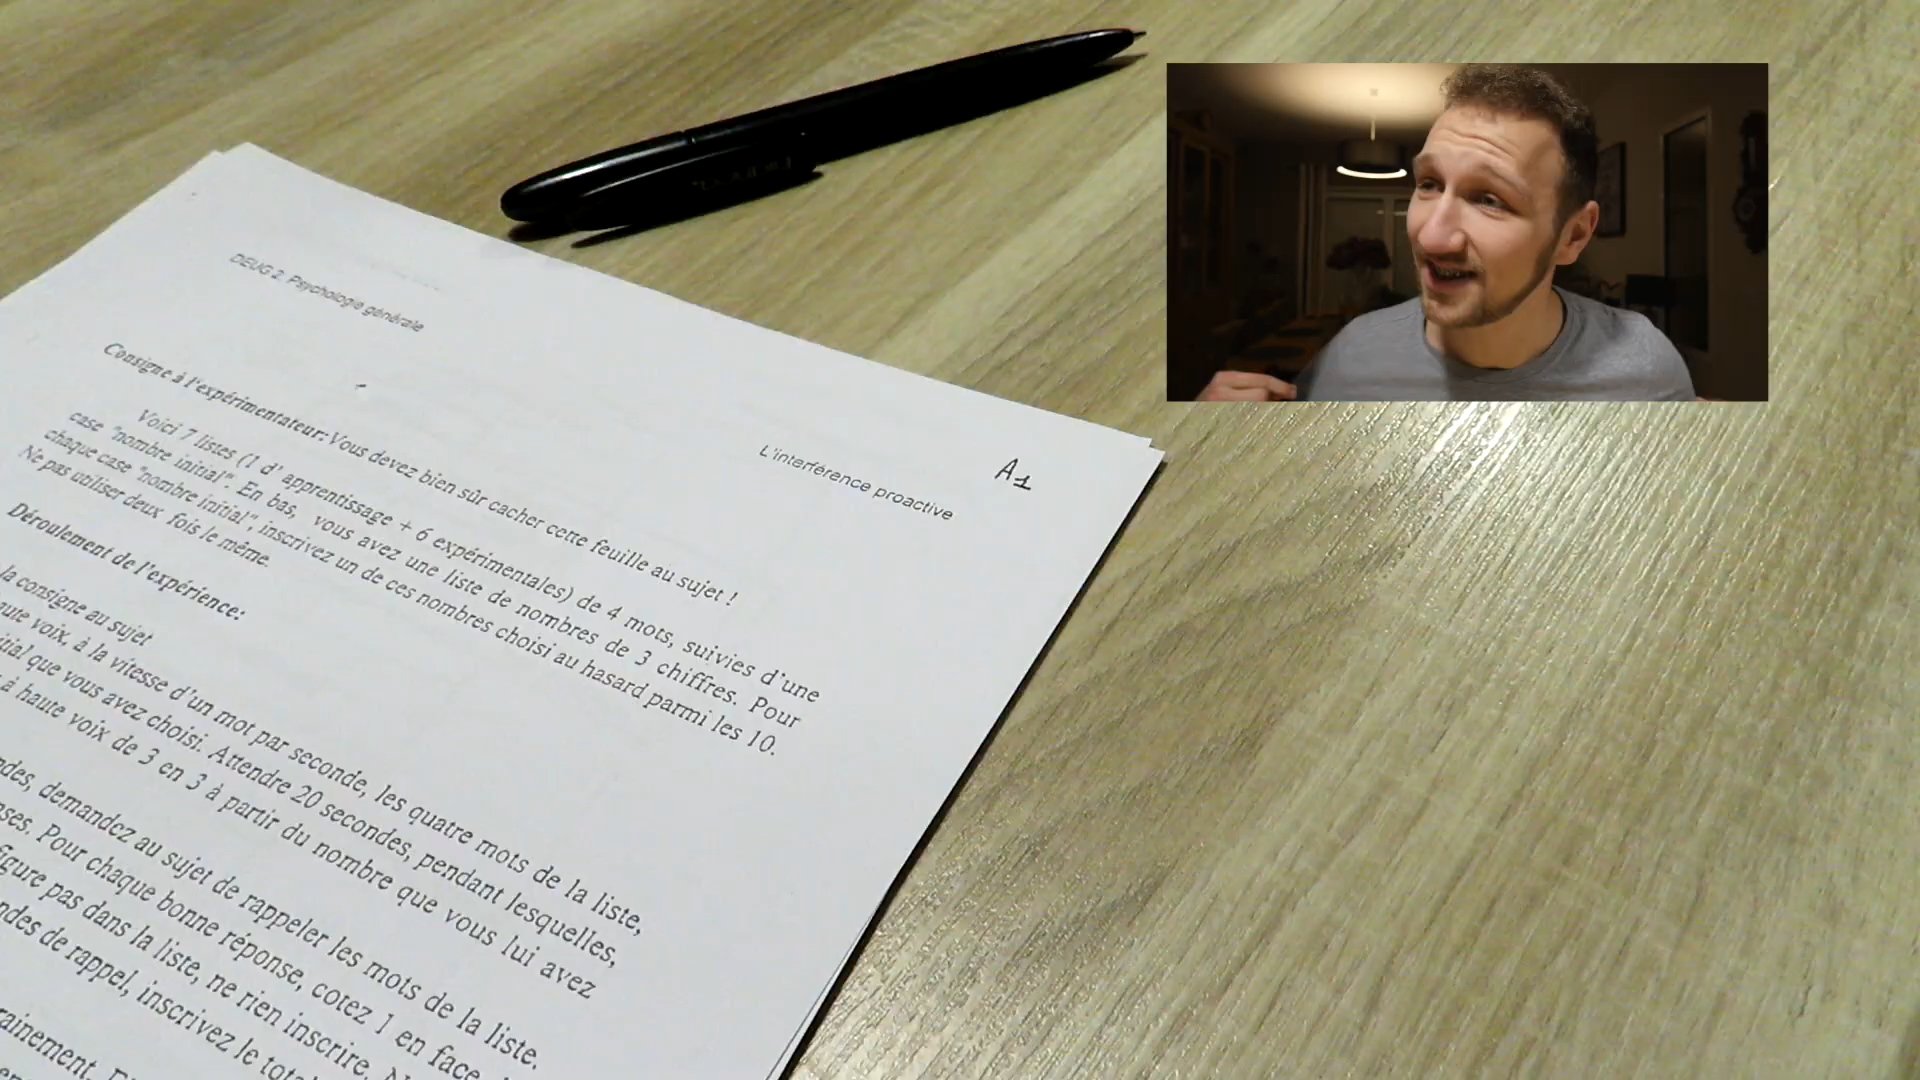 DEUG 2. Psychologie générale
L'interférence proactive
A1
Consigne à l'expérimentateur: Vous devez bien sûr cacher cette feuille au sujet !
Voici 7 listes (1 d'apprentissage + 6 expérimentales) de 4 mots, suivies d'une
case "nombre initial". En bas, vous avez une liste de nombres de 3 chiffres. Pour
chaque case "nombre initial", inscrivez un de ces nombres choisi au hasard parmi les 10.
Ne pas utiliser deux fois le même.
Déroulement de l'expérience:
la consigne au sujet
haute voix, à la vitesse d'un mot par seconde, les quatre mots de la liste,
que vous avez choisi. Attendre 20 secondes, pendant lesquelles,
à haute voix de 3 en 3 à partir du nombre que vous lui avez
demandez au sujet de rappeler les mots de la liste.
Pour chaque bonne réponse, cotez 1 en face
figure pas dans la liste, ne rien inscrire.
de rappel, inscrivez le total